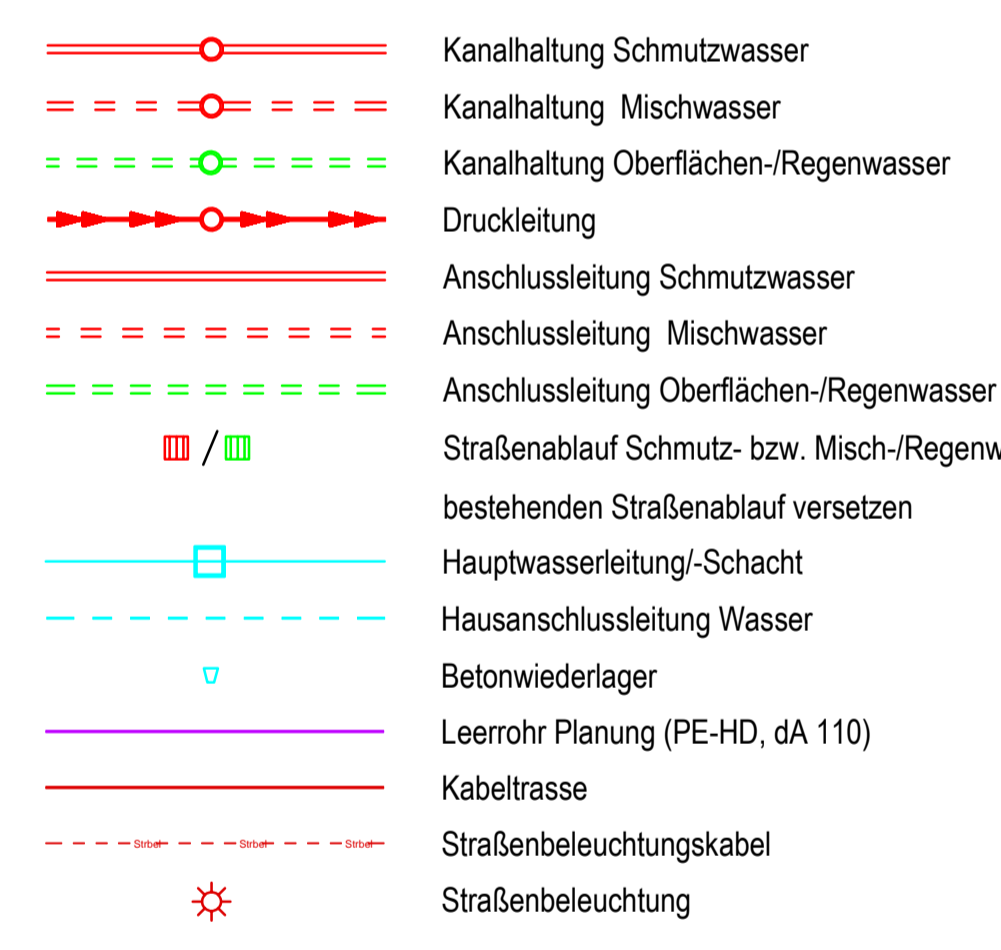 Kanalhaltung Schmutzwasser
Kanalhaltung Mischwasser
Kanalhaltung Oberflächen-/Regenwasser
Druckleitung
Anschlussleitung Schmutzwasser
Anschlussleitung Mischwasser
Anschlussleitung Oberflächen-/Regenwasser
/ Straßenablauf Schmutz- bzw. Misch-/Regenw
bestehenden Straßenablauf versetzen
Hauptwasserleitung/-Schacht
Hausanschlussleitung Wasser
Betonwiederlager
Leerrohr Planung (PE-HD, dA 110)
Kabeltrasse
Strbel Strbel Strbel Straßenbeleuchtungskabel
Straßenbeleuchtung